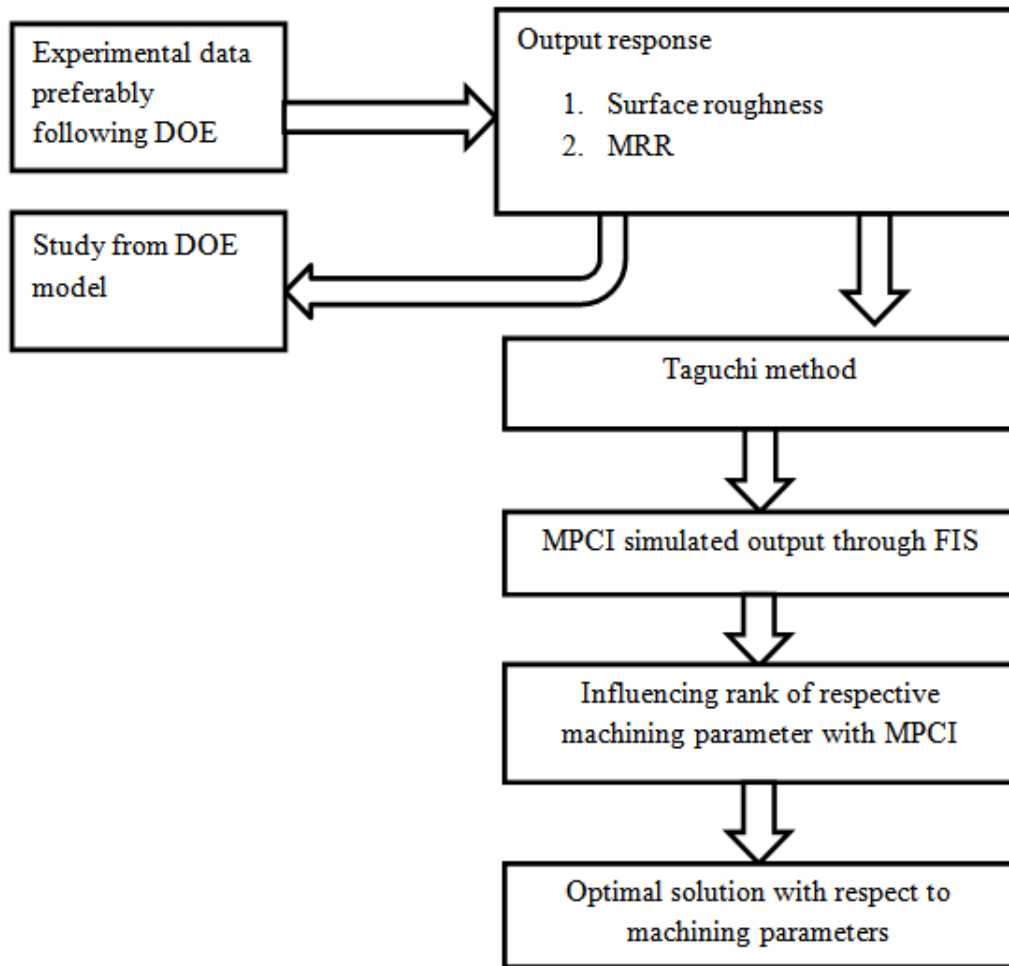 Experimental data
preferably
following DOE
Output response
1. Surface roughness
2. MRR
Study from DOE
model
Taguchi method
MPCI simulated output through FIS
Influencing rank of respective
machining parameter with MPCI
Optimal solution with respect to
machining parameters